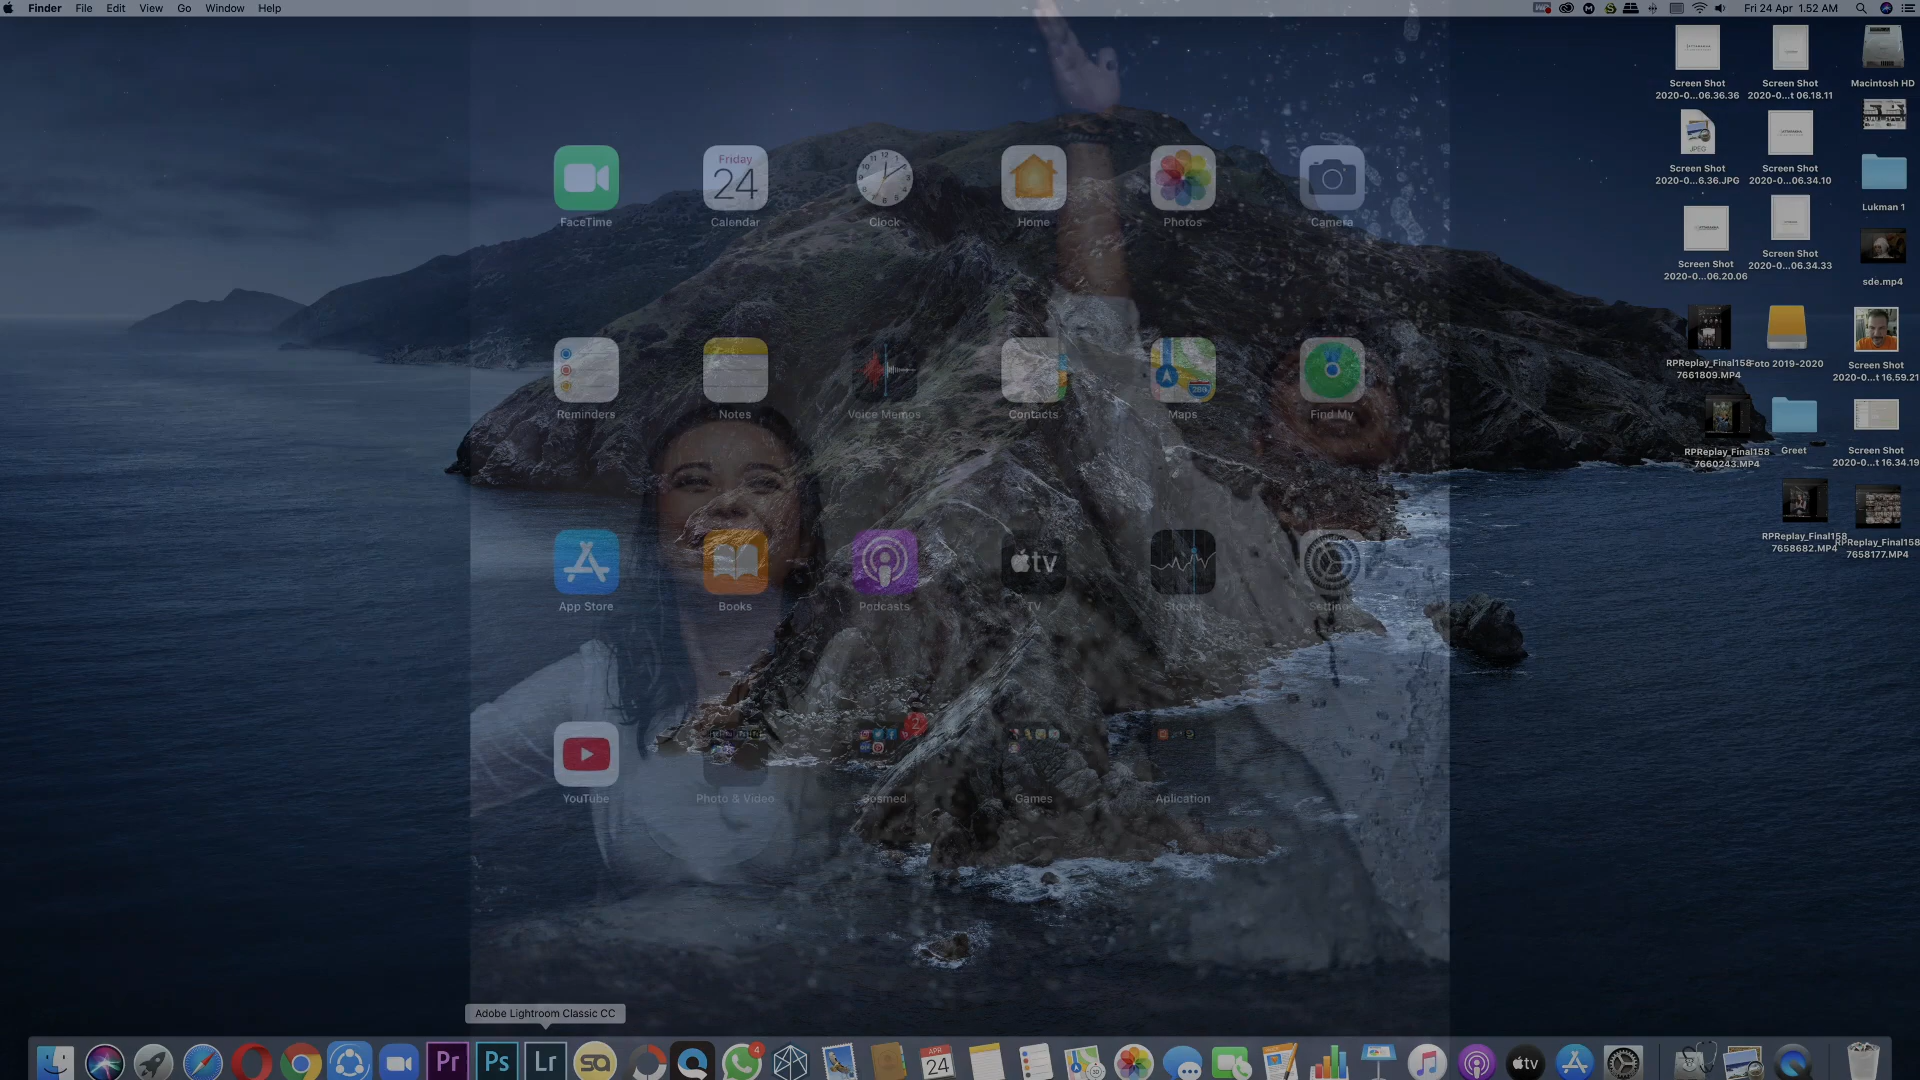 Finder File Edit View Go Window Help
Fri 24 Apr 1.52 AM
Screen Shot
2020-0...06.36.36
Screen Shot
2020-0...t 06.18.11
Macintosh HD
JPEG
Screen Shot
2020-0...6.36.JPG
Screen Shot
2020-0...06.34.10
Lukman 1
Screen Shot
2020-0...06.20.06
Screen Shot
2020-0...06.34.33
sde.mp4
RPReplay_Final158
7661809.MP4
Foto 2019-2020
Screen Shot
2020-0...t 16.59.21
RPReplay_Final158
7660243.MP4
Greet
Screen Shot
2020-0...t 16.34.19
RPReplay_Final158
7658682.MP4
RPReplay_Final158
7658177.MP4
Friday
24
FaceTime Calendar Clock Home Photos Camera
Reminders Notes Voice Memos Contacts Maps Find My
tv
App Store Books Podcasts TV Stocks Settings
2
YouTube Photo & Video Sosmed Games Aplication
Adobe Lightroom Classic CC
Pr Ps Lr SA 4 APR 24 tv